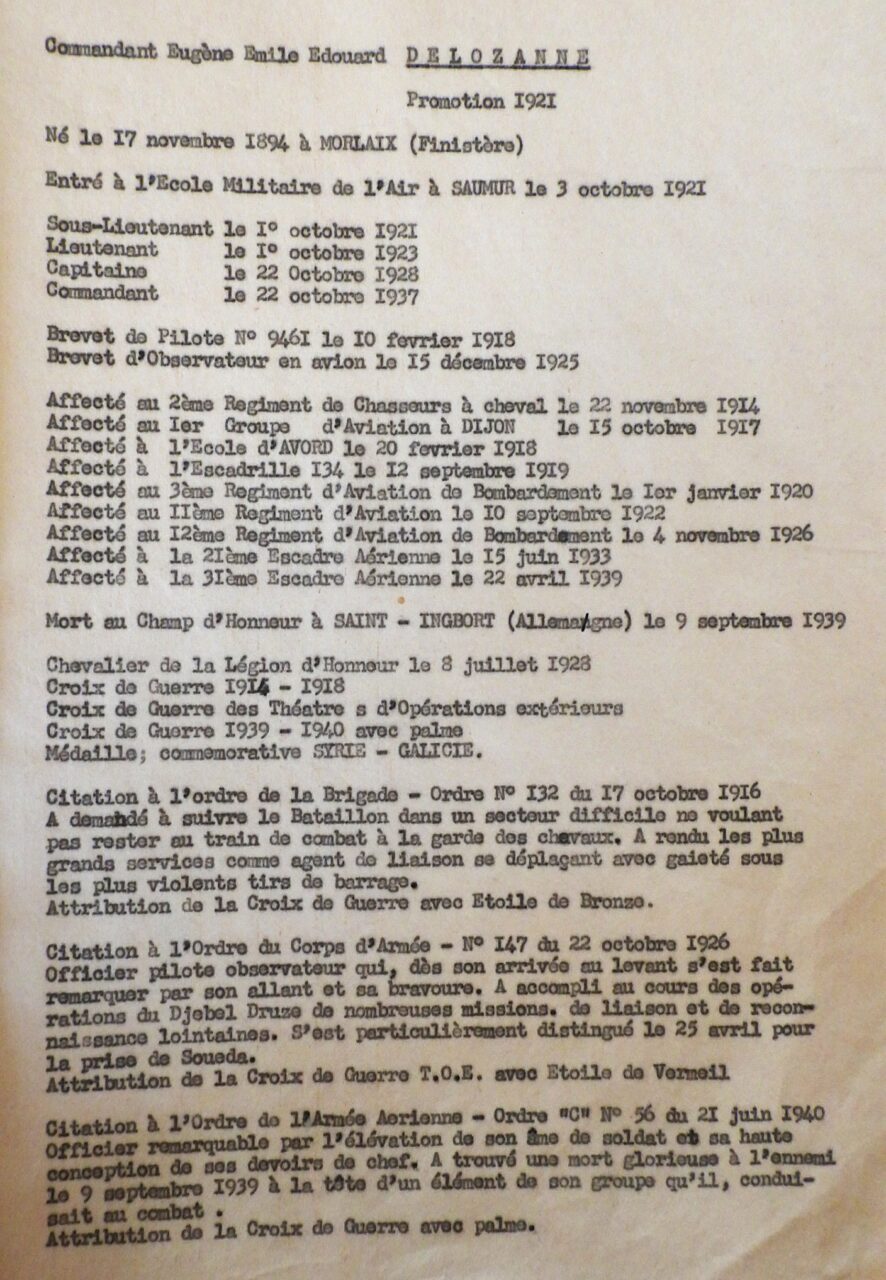 Commandant Eugène Emile Edouard DELOZANNE
Promotion I92I
Né le I7 novembre I894 à MORLAIX (Finistère)
Entré à l'Ecole Militaire de l'Air à SAUMUR le 3 octobre I92I
Sous-Lieutenant le I° octobre I92I
Lieutenant le I° octobre I923
Capitaine le 22 Octobre I928
Commandant le 22 octobre I937
Brevet de Pilote N° 946I le I0 fevrier I9I8
Brevet d'Observateur en avion le I5 décembre I925
Affecté au 2ème Regiment de Chasseurs à cheval le 22 novembre I9I4
Affecté au Ier Groupe d'Aviation à DIJON le I5 octobre I9I7
Affecté à l'Ecole d'AVORD le 20 fevrier I9I8
Affecté à l'Escadrille I34 le I2 septembre I9I9
Affecté au 3ème Regiment d'Aviation de Bombardement le Ier janvier I920
Affecté au IIème Regiment d'Aviation le I0 septembre I922
Affecté au I2ème Regiment d'Aviation de Bombardement le 4 novembre I926
Affecté à la 2Ième Escadre Aérienne le I5 juin I933
Affecté à la 3Ième Escadre Aérienne le 22 avril I939
Mort au Champ d'Honneur à SAINT - INGBORT (Allema/gne) le 9 septembre I939
Chevalier de la Légion d'Honneur le 8 juillet I928
Croix de Guerre I9I4 - I9I8
Croix de Guerre des Théatre s d'Opérations extérieurs
Croix de Guerre I939 - I940 avec palme
Médaille; commemorative SYRIE - GALICIE.
Citation à l'ordre de la Brigade - Ordre N° I32 du I7 octobre I9I6
A demandé à suivre le Bataillon dans un secteur difficile ne voulant
pas rester au train de combat à la garde des chevaux. A rendu les plus
grands services comme agent de liaison se déplaçant avec gaieté sous
les plus violents tirs de barrage.
Attribution de la Croix de Guerre avec Etoile de Bronze.
Citation à l'Ordre du Corps d'Armée - N° I47 du 22 octobre I926
Officier pilote observateur qui, dès son arrivée au levant s'est fait
remarquer par son allant et sa bravoure. A accompli au cours des opé-
rations du Djebel Druze de nombreuses missions. de liaison et de recon-
naissance lointaines. S'est particulièrement distingué le 25 avril pour
la prise de Soueda.
Attribution de la Croix de Guerre T.O.E. avec Etoile de Vermeil
Citation à l'Ordre de l'Armée Aerienne - Ordre "C" N° 56 du 2I juin I940
Officier remarquable par l'élévation de son âme de soldat et sa haute
conception de ses devoirs de chef. A trouvé une mort glorieuse à l'ennemi
le 9 septembre I939 à la tête d'un élément de son groupe qu'il, condui-
sait au combat .
Attribution de la Croix de Guerre avec palme.